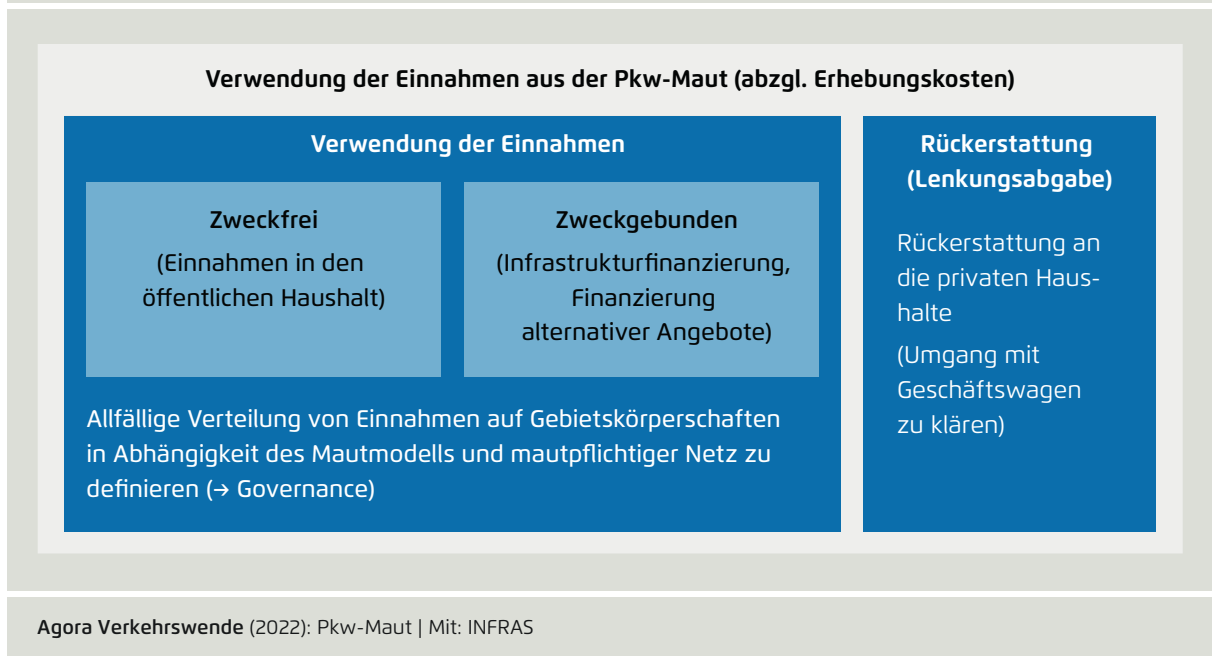 Verwendung der Einnahmen aus der Pkw-Maut (abzgl. Erhebungskosten)
Verwendung der Einnahmen
Zweckfrei
(Einnahmen in den
öffentlichen Haushalt)
Zweckgebunden
(Infrastrukturfinanzierung,
Finanzierung
alternativer Angebote)
Allfällige Verteilung von Einnahmen auf Gebietskörperschaften
in Abhängigkeit des Mautmodells und mautpflichtiger Netz zu
definieren (→ Governance)
Rückerstattung
(Lenkungsabgabe)
Rückerstattung an
die privaten Haus-
halte
(Umgang mit
Geschäftswagen
zu klären)
Agora Verkehrswende (2022): Pkw-Maut | Mit: INFRAS